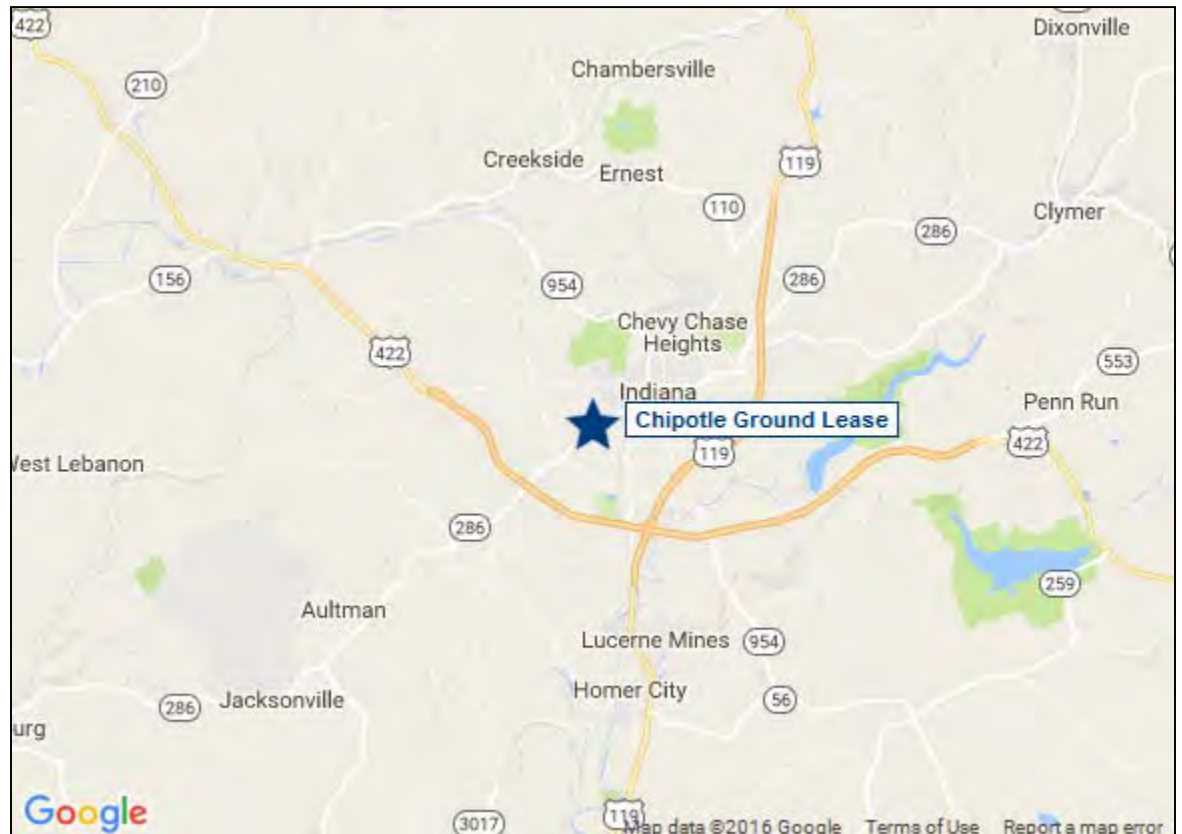 422
Dixonville
210
Chambersville
Creekside
Ernest
119
110
Clymer
286
156
954
286
Chevy Chase
Heights
422
553
Indiana
Penn Run
Chipotle Ground Lease
422
119
West Lebanon
286
259
Aultman
Lucerne Mines
954
Homer City
56
Jacksonville
286
urg
Google
3017
119
Map data ©2016 Google
Terms of Use
Report a map error